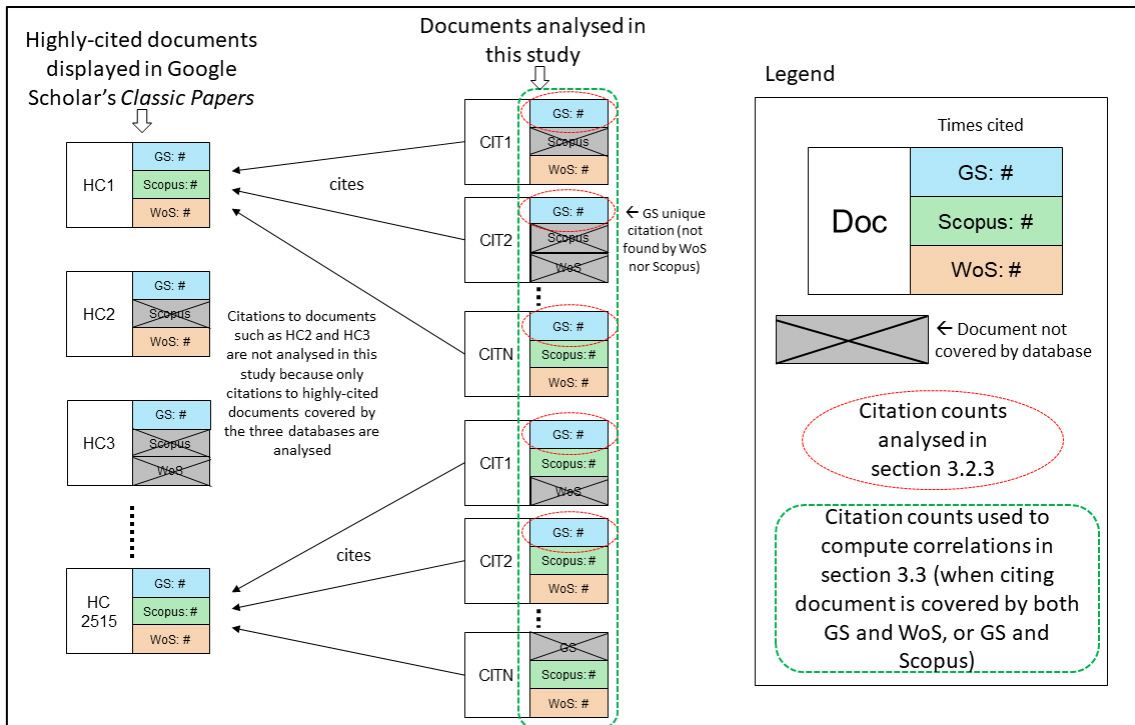 Highly-cited documents
displayed in Google
Scholar's Classic Papers
HC1
GS: #
Scopus: #
WoS: #
HC2
GS: #
Scopus
WoS: #
HC3
GS: #
Scopus
WoS
HC
2515
GS: #
Scopus: #
WoS: #
cites
Citations to documents
such as HC2 and HC3
are not analysed in this
study because only
citations to highly-cited
documents covered by
the three databases are
analysed
cites
Documents analysed in
this study
CIT1
GS: #
Scopus
WoS: #
CIT2
GS: #
Scopus
WoS
← GS unique
citation (not
found by WoS
nor Scopus)
CITN
GS: #
Scopus: #
WoS: #
CIT1
GS: #
Scopus: #
WoS
CIT2
GS: #
Scopus: #
WoS: #
CITN
GS
Scopus: #
WoS: #
Legend
Times cited
Doc
GS: #
Scopus: #
WoS: #
← Document not
covered by database
Citation counts
analysed in
section 3.2.3
Citation counts used to
compute correlations in
section 3.3 (when citing
document is covered by both
GS and WoS, or GS and
Scopus)